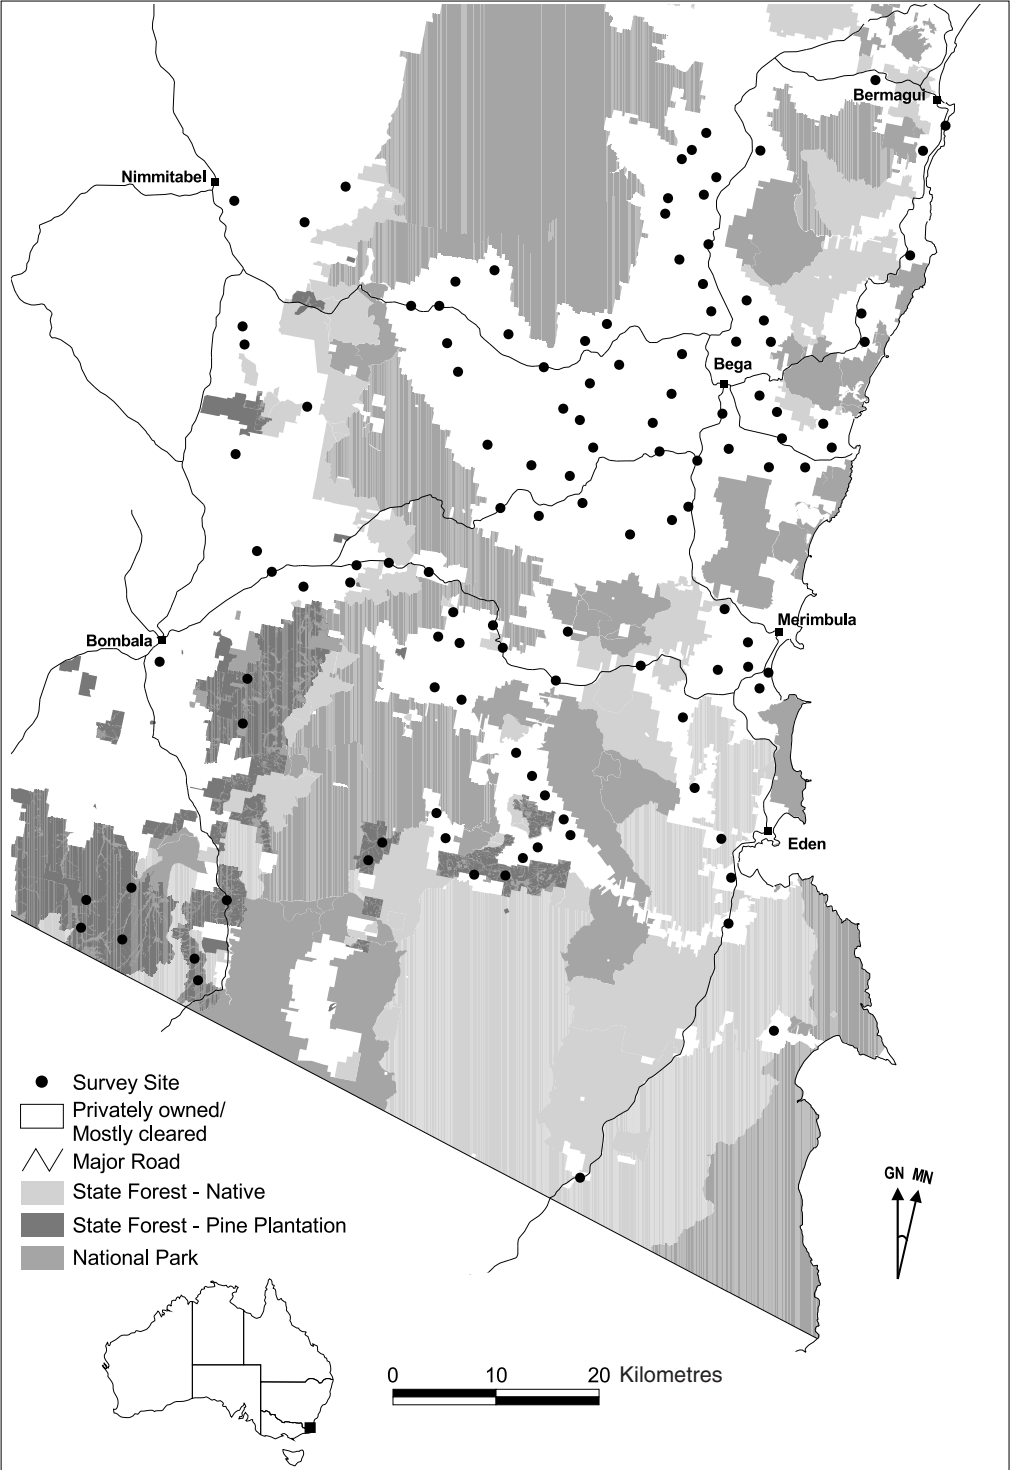 Bermagui
Nimmitabel
Bega
Merimbula
Bombala
Eden
Survey Site
Privately owned/
Mostly cleared
Major Road
State Forest - Native
State Forest - Pine Plantation
National Park
GN MN
0 10 20 Kilometres